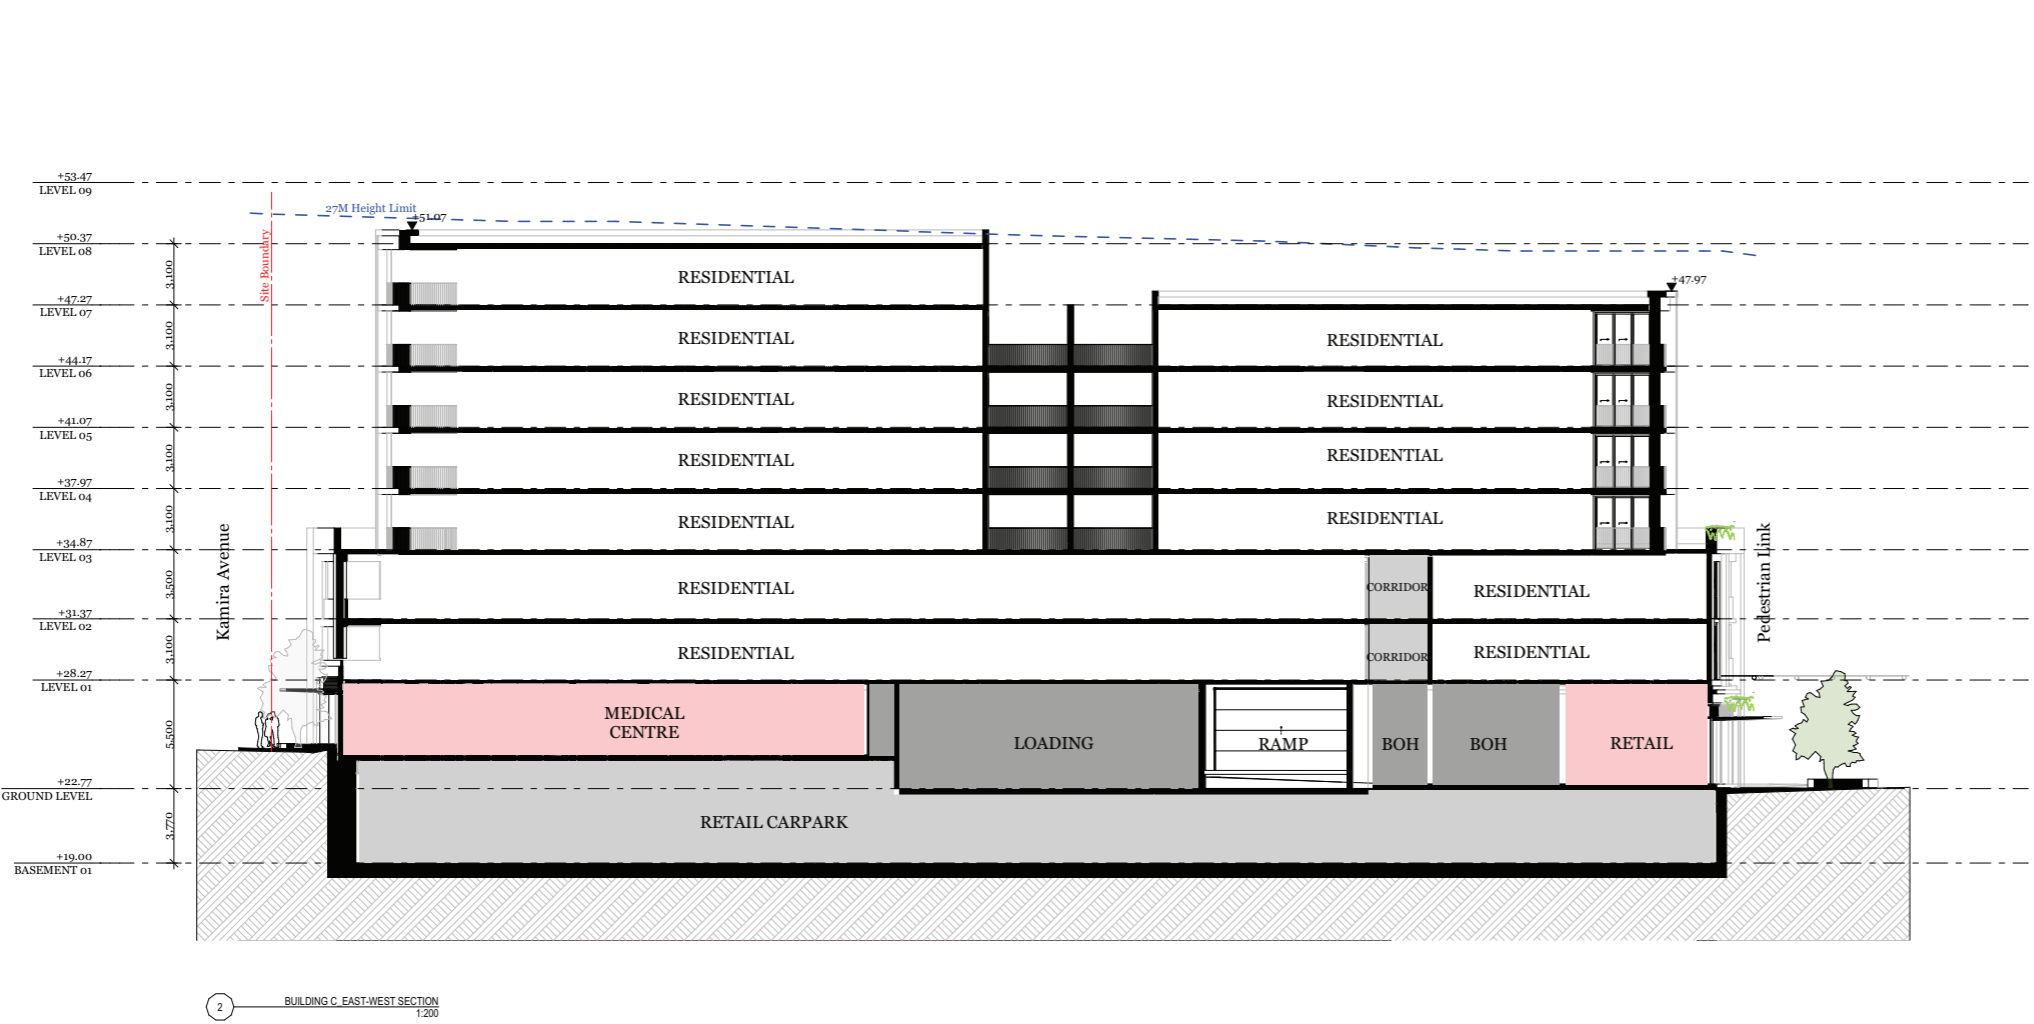 +53.47
LEVEL 09
27M Height Limit
+51.07
+50.37
LEVEL 08
Site Boundary
3,100
RESIDENTIAL
+47.97
+47.27
LEVEL 07
3,100
RESIDENTIAL
RESIDENTIAL
+44.17
LEVEL 06
3,100
RESIDENTIAL
RESIDENTIAL
+41.07
LEVEL 05
3,100
RESIDENTIAL
RESIDENTIAL
+37.97
LEVEL 04
3,100
RESIDENTIAL
RESIDENTIAL
+34.87
LEVEL 03
Kamira Avenue
Pedestrian Link
3,500
RESIDENTIAL
CORRIDOR
RESIDENTIAL
+31.37
LEVEL 02
3,100
RESIDENTIAL
CORRIDOR
RESIDENTIAL
+28.27
LEVEL 01
5,500
MEDICAL
CENTRE
LOADING
RAMP
BOH
BOH
RETAIL
+22.77
GROUND LEVEL
3,770
RETAIL CARPARK
+19.00
BASEMENT 01
2
BUILDING C_EAST-WEST SECTION
1:200